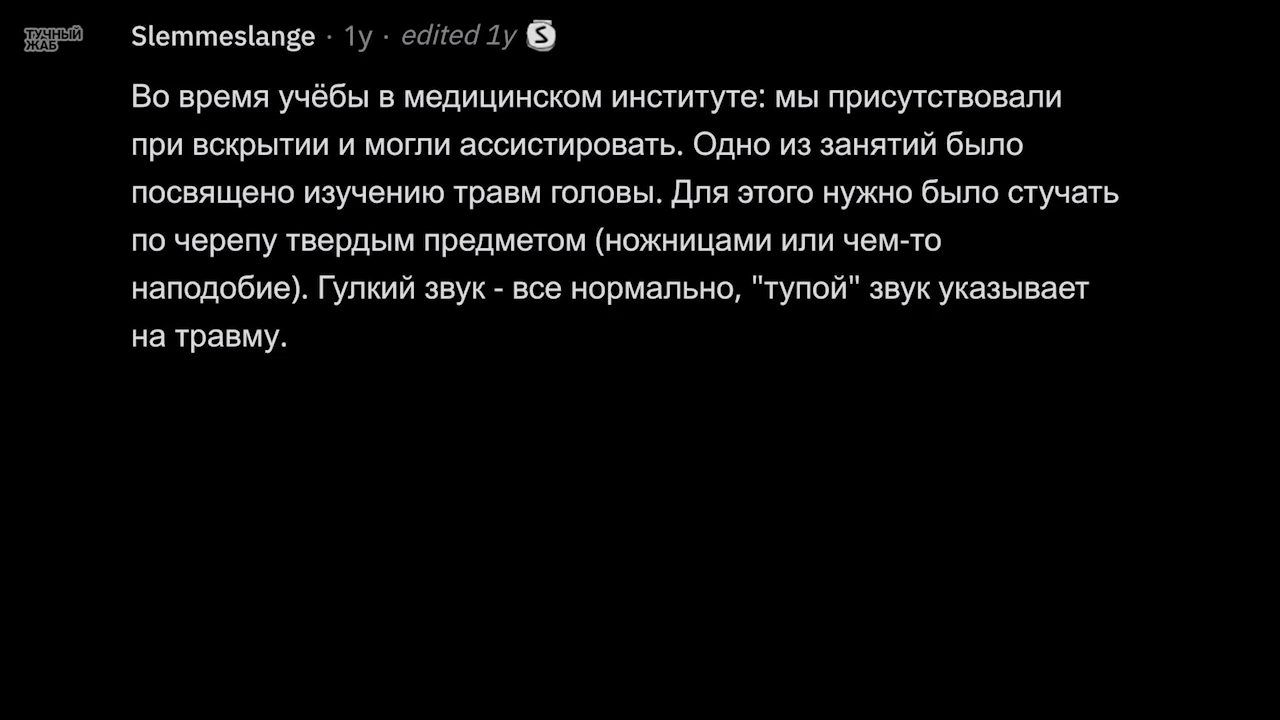 ТУЧНЫЙ
ЖАБ
Slemmeslange · 1y · edited 1y S
Во время учёбы в медицинском институте: мы присутствовали
при вскрытии и могли ассистировать. Одно из занятий было
посвящено изучению травм головы. Для этого нужно было стучать
по черепу твердым предметом (ножницами или чем-то
наподобие). Гулкий звук - все нормально, "тупой" звук указывает
на травму.